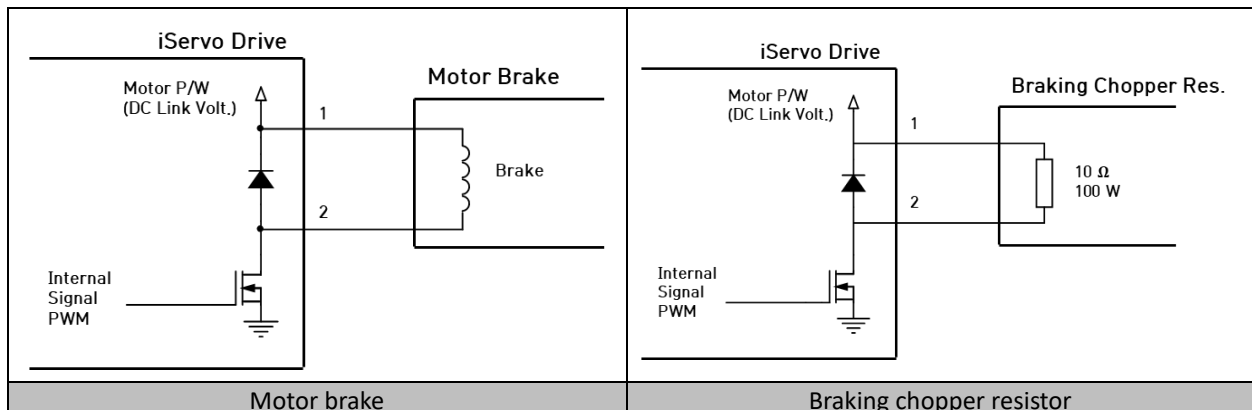 iServo Drive
Motor P/W
(DC Link Volt.)
1
2
Motor Brake
Brake
Internal
Signal
PWM
Motor brake
iServo Drive
Motor P/W
(DC Link Volt.)
1
2
Braking Chopper Res.
10 Ω
100 W
Internal
Signal
PWM
Braking chopper resistor